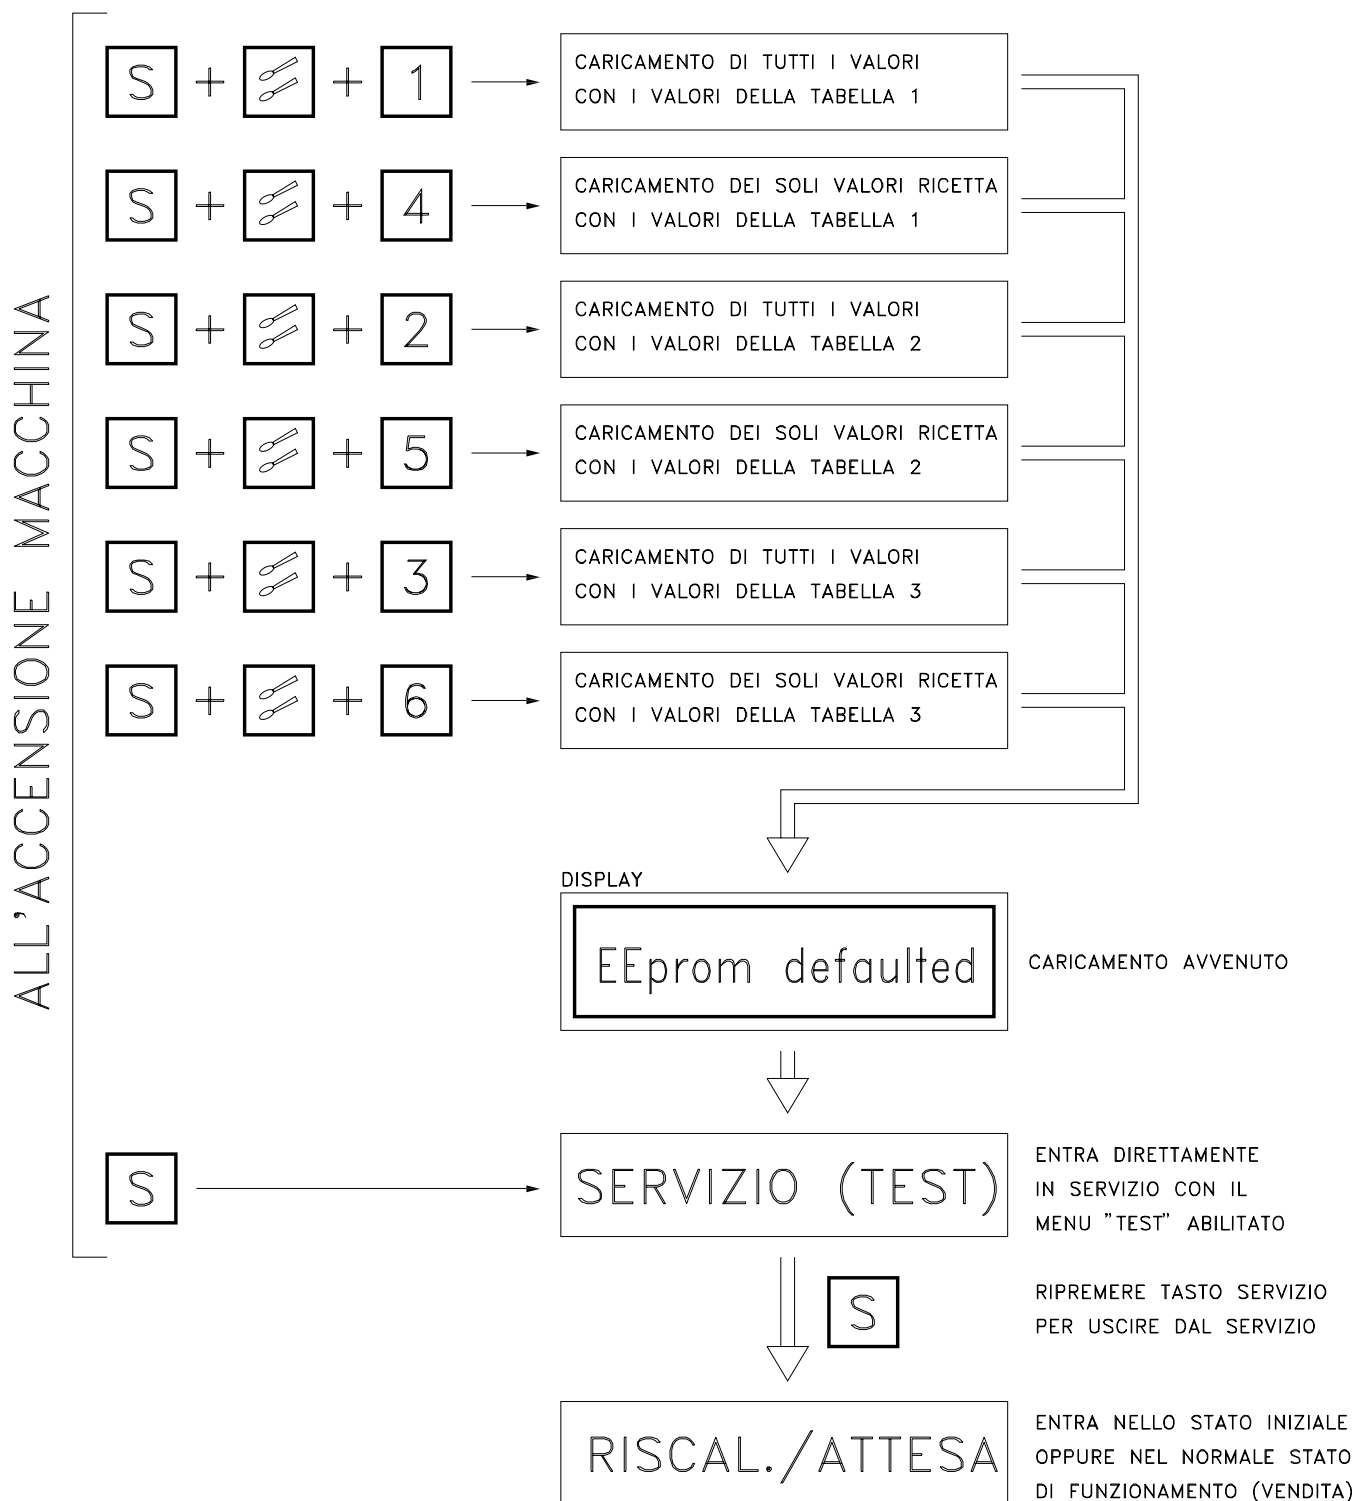 ALL'ACCENSIONE MACCHINA
S + + 1
CARICAMENTO DI TUTTI I VALORI
CON I VALORI DELLA TABELLA 1
S + + 4
CARICAMENTO DEI SOLI VALORI RICETTA
CON I VALORI DELLA TABELLA 1
S + + 2
CARICAMENTO DI TUTTI I VALORI
CON I VALORI DELLA TABELLA 2
S + + 5
CARICAMENTO DEI SOLI VALORI RICETTA
CON I VALORI DELLA TABELLA 2
S + + 3
CARICAMENTO DI TUTTI I VALORI
CON I VALORI DELLA TABELLA 3
S + + 6
CARICAMENTO DEI SOLI VALORI RICETTA
CON I VALORI DELLA TABELLA 3
DISPLAY
EEprom defaulted
CARICAMENTO AVVENUTO
S
SERVIZIO (TEST)
ENTRA DIRETTAMENTE
IN SERVIZIO CON IL
MENU "TEST" ABILITATO
S
RIPREMERE TASTO SERVIZIO
PER USCIRE DAL SERVIZIO
RISCAL./ATTESA
ENTRA NELLO STATO INIZIALE
OPPURE NEL NORMALE STATO
DI FUNZIONAMENTO (VENDITA)